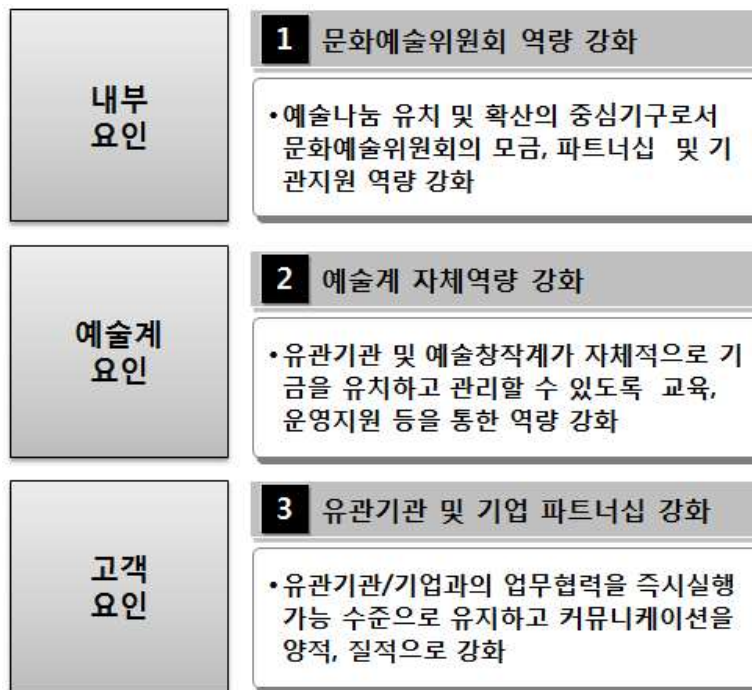 내부
요인
1 문화예술위원회 역량 강화
•예술나눔 유치 및 확산의 중심기구로서
문화예술위원회의 모금, 파트너십 및 기
관지원 역량 강화
예술계
요인
2 예술계 자체역량 강화
•유관기관 및 예술창작계가 자체적으로 기
금을 유치하고 관리할 수 있도록 교육,
운영지원 등을 통한 역량 강화
고객
요인
3 유관기관 및 기업 파트너십 강화
•유관기관/기업과의 업무협력을 즉시실행
가능 수준으로 유지하고 커뮤니케이션을
양적, 질적으로 강화